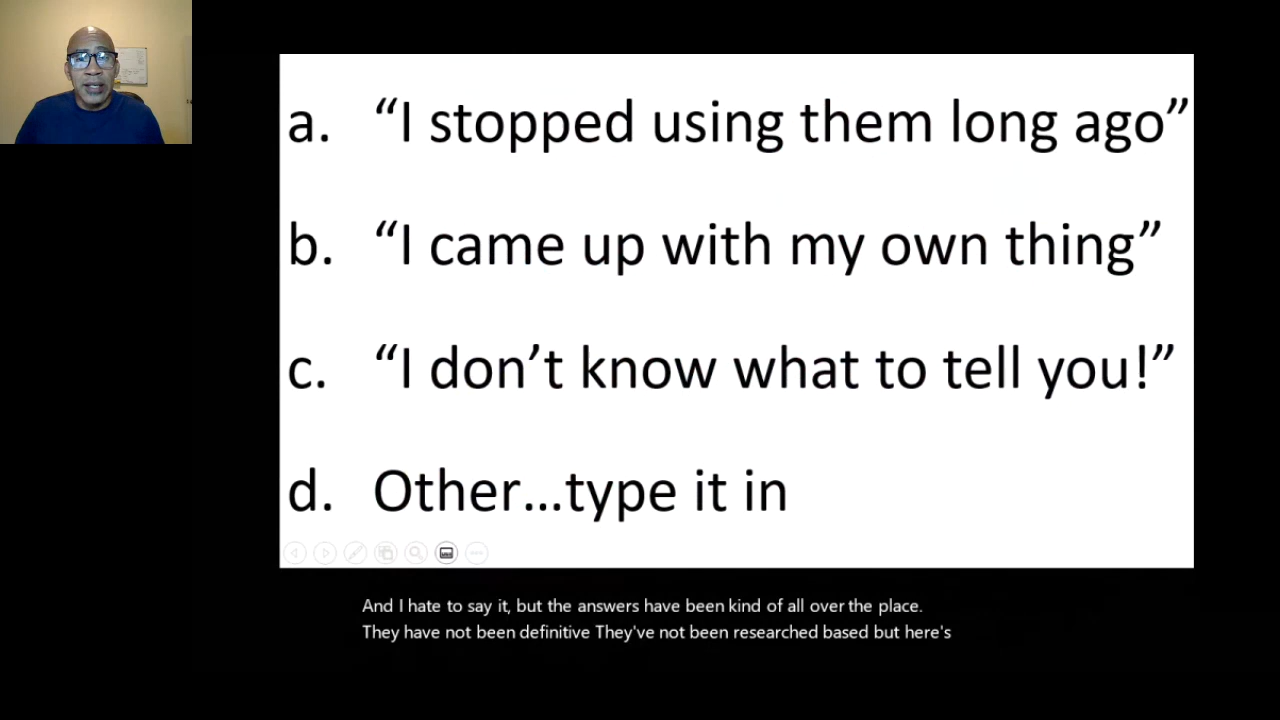 a. “I stopped using them long ago”
b. “I came up with my own thing”
c. “I don’t know what to tell you!”
d. Other...type it in
And I hate to say it, but the answers have been kind of all over the place.
They have not been definitive They've not been researched based but here's